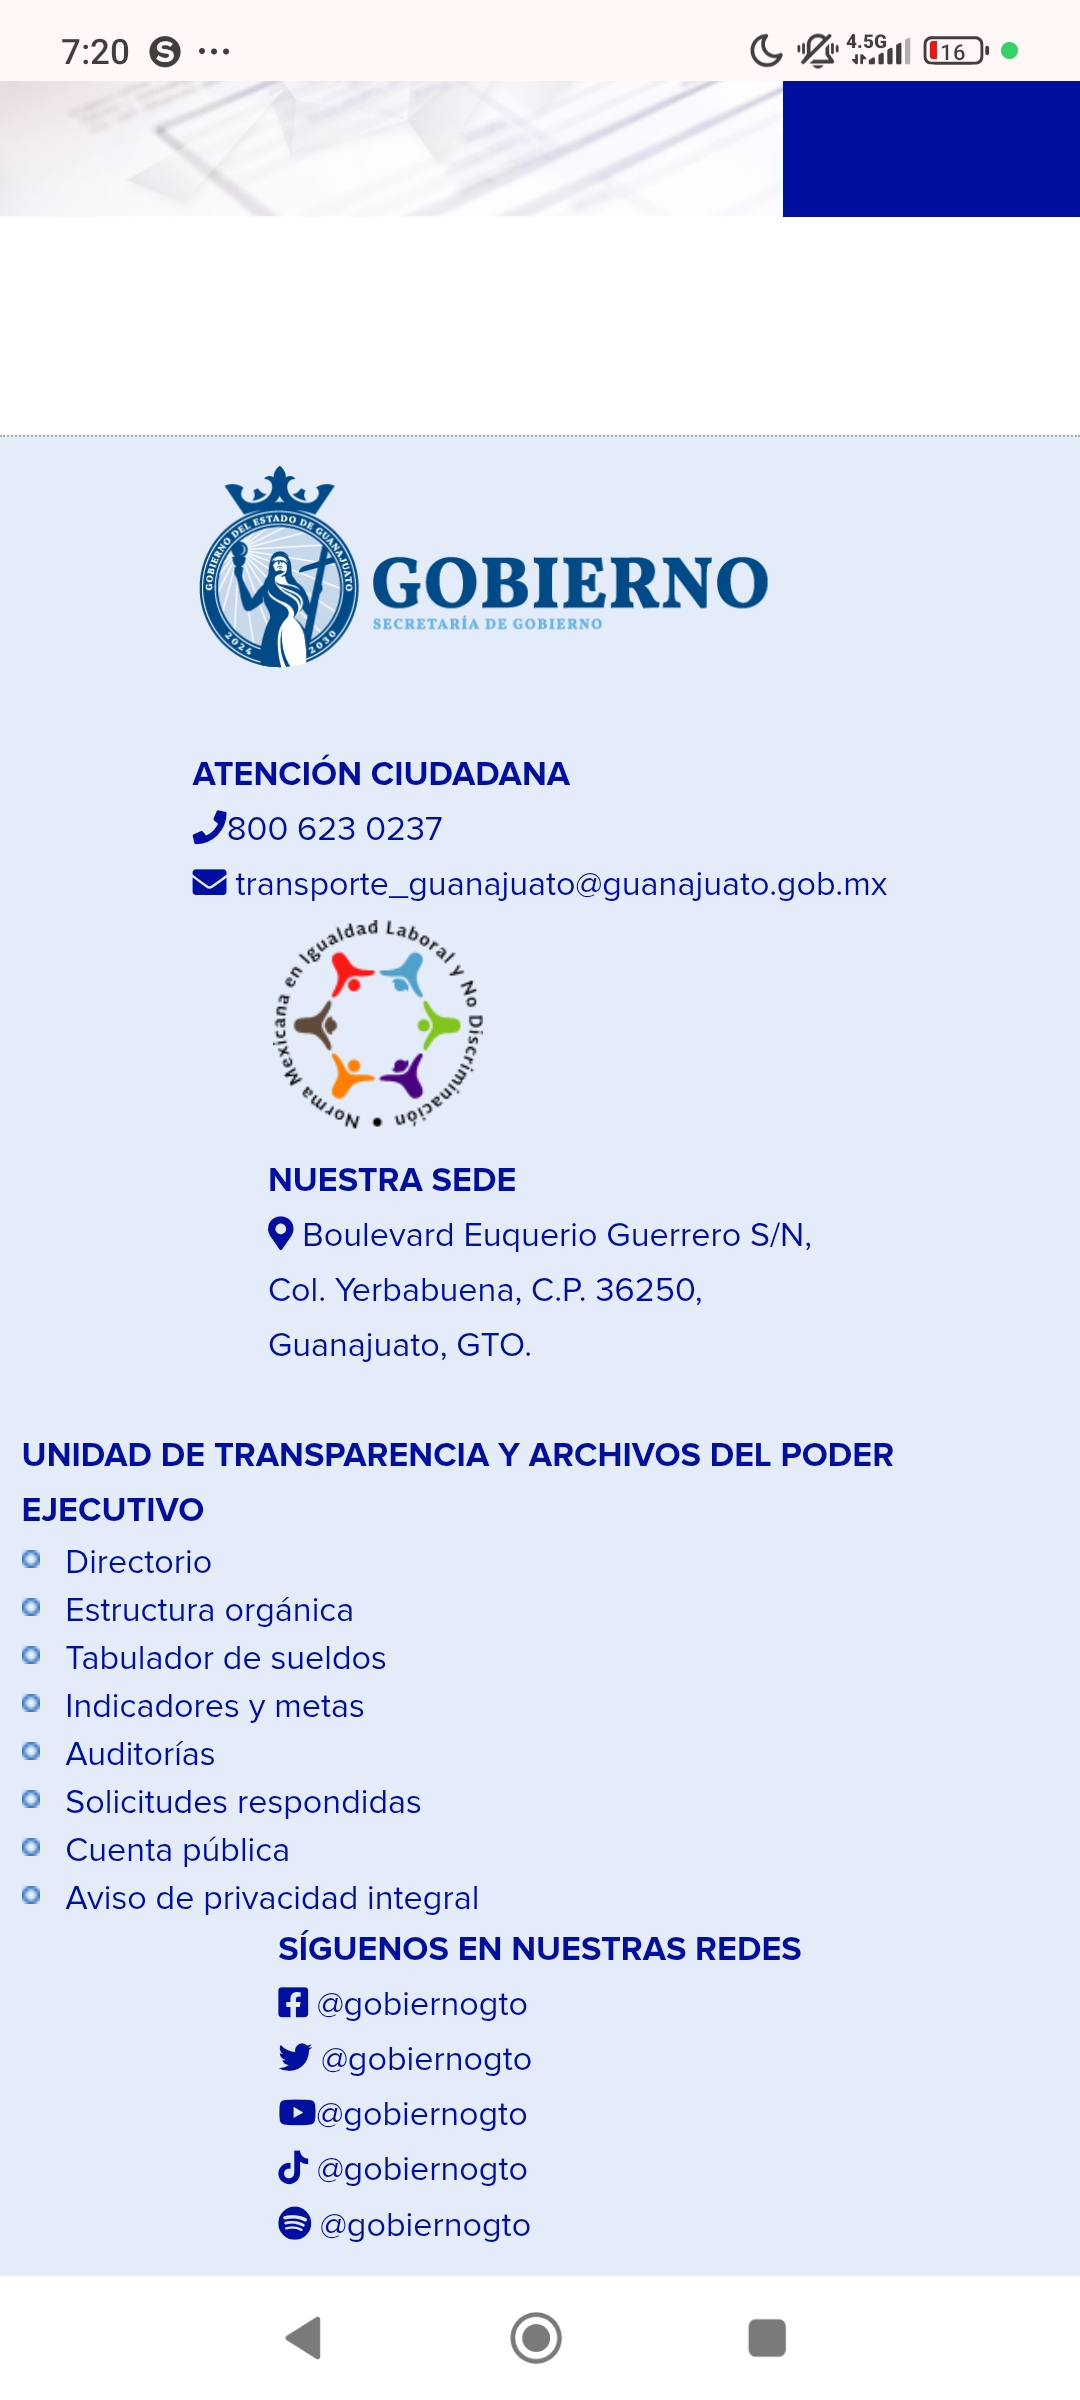 7:20
4.5G
16
GOBIERNO DEL ESTADO DE GUANAJUATO
2024 2030
GOBIERNO
SECRETARÍA DE GOBIERNO
ATENCIÓN CIUDADANA
800 623 0237
transporte_guanajuato@guanajuato.gob.mx
Norma Mexicana en Igualdad Laboral y No Discriminación •
NUESTRA SEDE
Boulevard Euquerio Guerrero S/N,
Col. Yerbabuena, C.P. 36250,
Guanajuato, GTO.
UNIDAD DE TRANSPARENCIA Y ARCHIVOS DEL PODER
EJECUTIVO
Directorio
Estructura orgánica
Tabulador de sueldos
Indicadores y metas
Auditorías
Solicitudes respondidas
Cuenta pública
Aviso de privacidad integral
SÍGUENOS EN NUESTRAS REDES
@gobiernogto
@gobiernogto
@gobiernogto
@gobiernogto
@gobiernogto